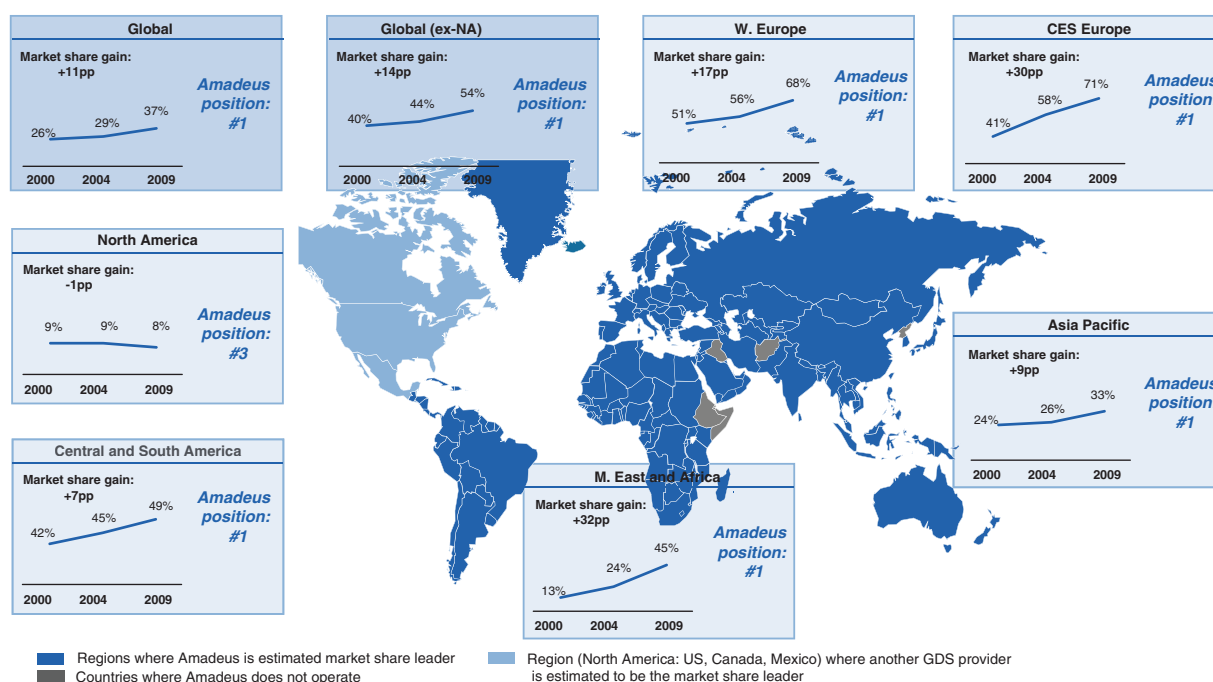 Global
Market share gain:
+11pp
26%
29%
37%
2000 2004 2009
Amadeus
position:
#1
Global (ex-NA)
Market share gain:
+14pp
40%
44%
54%
2000 2004 2009
Amadeus
position:
#1
W. Europe
Market share gain:
+17pp
51%
56%
68%
2000 2004 2009
Amadeus
position:
#1
CES Europe
Market share gain:
+30pp
41%
58%
71%
2000 2004 2009
Amadeus
position:
#1
North America
Market share gain:
-1pp
9% 9% 8%
2000 2004 2009
Amadeus
position:
#3
Asia Pacific
Market share gain:
+9pp
24%
26%
33%
2000 2004 2009
Amadeus
position:
#1
Central and South America
Market share gain:
+7pp
42%
45%
49%
2000 2004 2009
Amadeus
position:
#1
M. East and Africa
Market share gain:
+32pp
13%
24%
45%
2000 2004 2009
Amadeus
position:
#1
Regions where Amadeus is estimated market share leader
Countries where Amadeus does not operate
Region (North America: US, Canada, Mexico) where another GDS provider
is estimated to be the market share leader